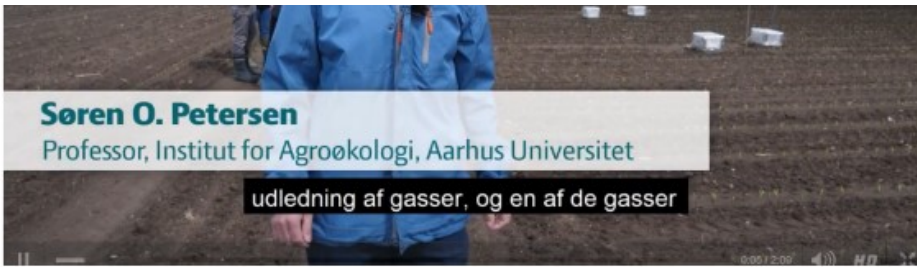 Søren O. Petersen
Professor, Institut for Agroøkologi, Aarhus Universitet
udledning af gasser, og en af de gasser
0:05 / 2:09 HD